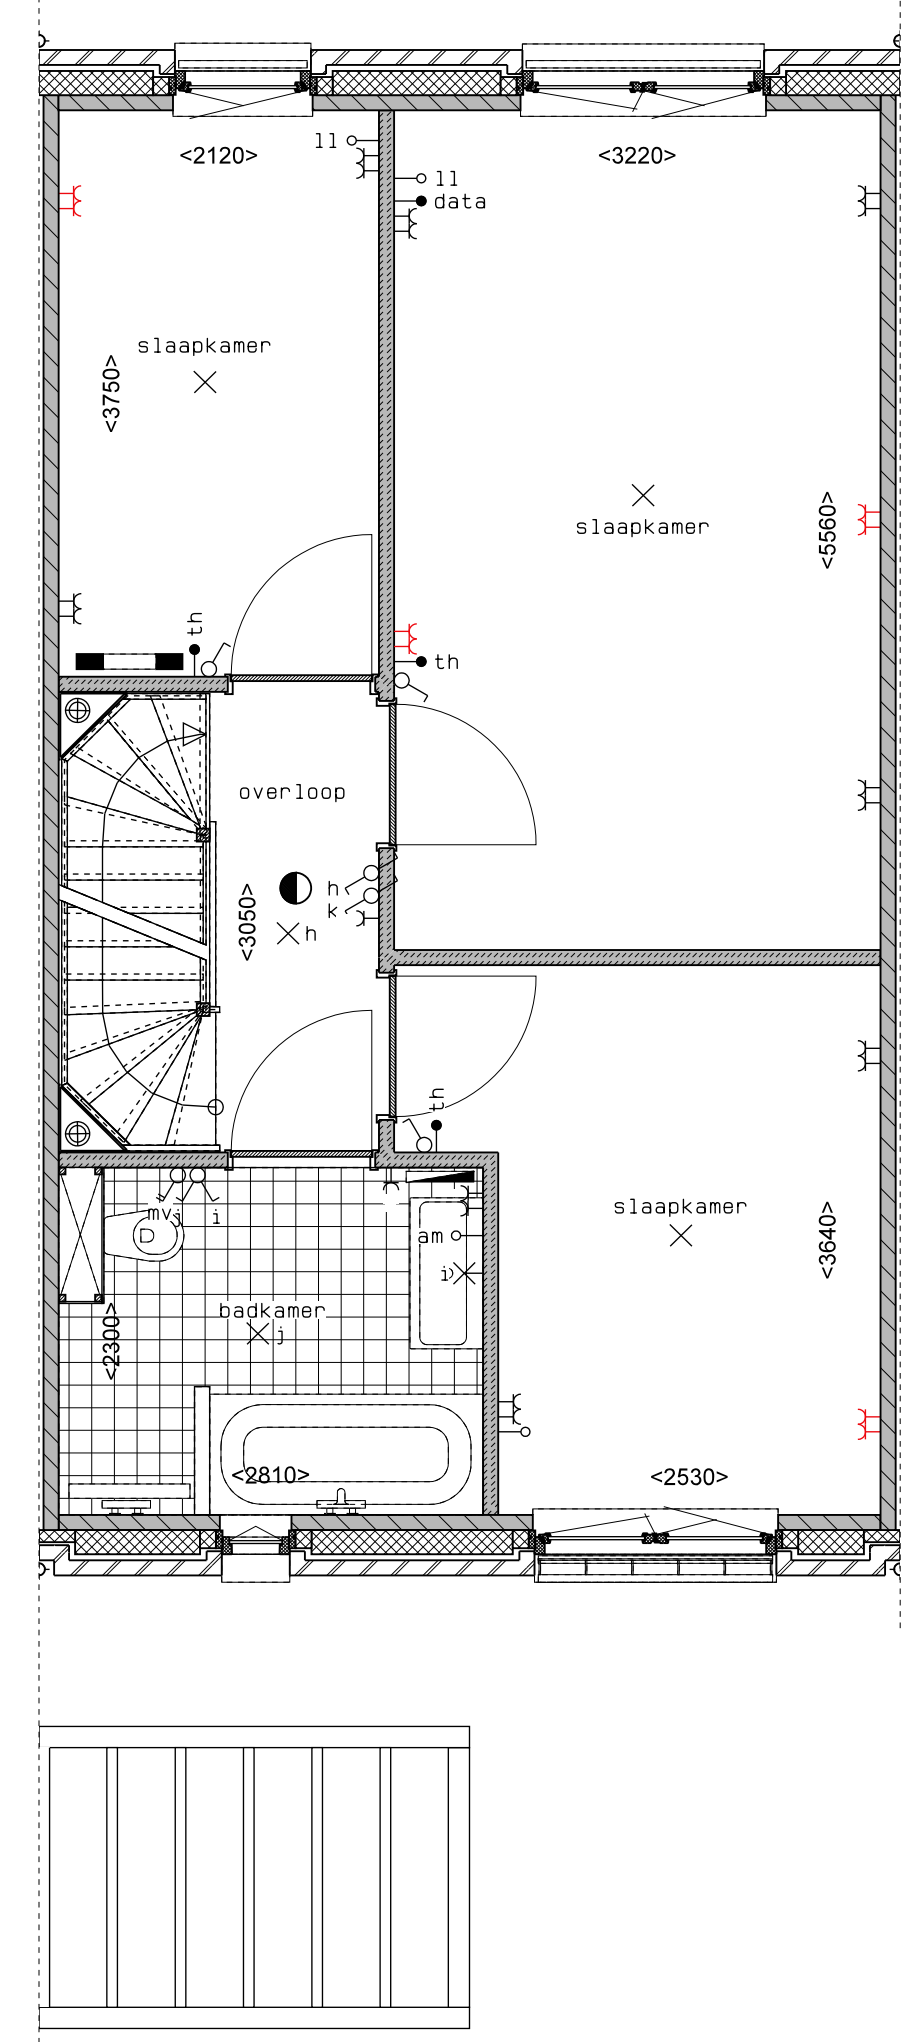 <2120>
<3220>
ll
ll
data
slaapkamer
<3750>
slaapkamer
<5560>
th
th
overloop
<3050>
h
k
h
th
mv
j
i
am
i
slaapkamer
<3640>
badkamer
j
<2300>
<2810>
<2530>